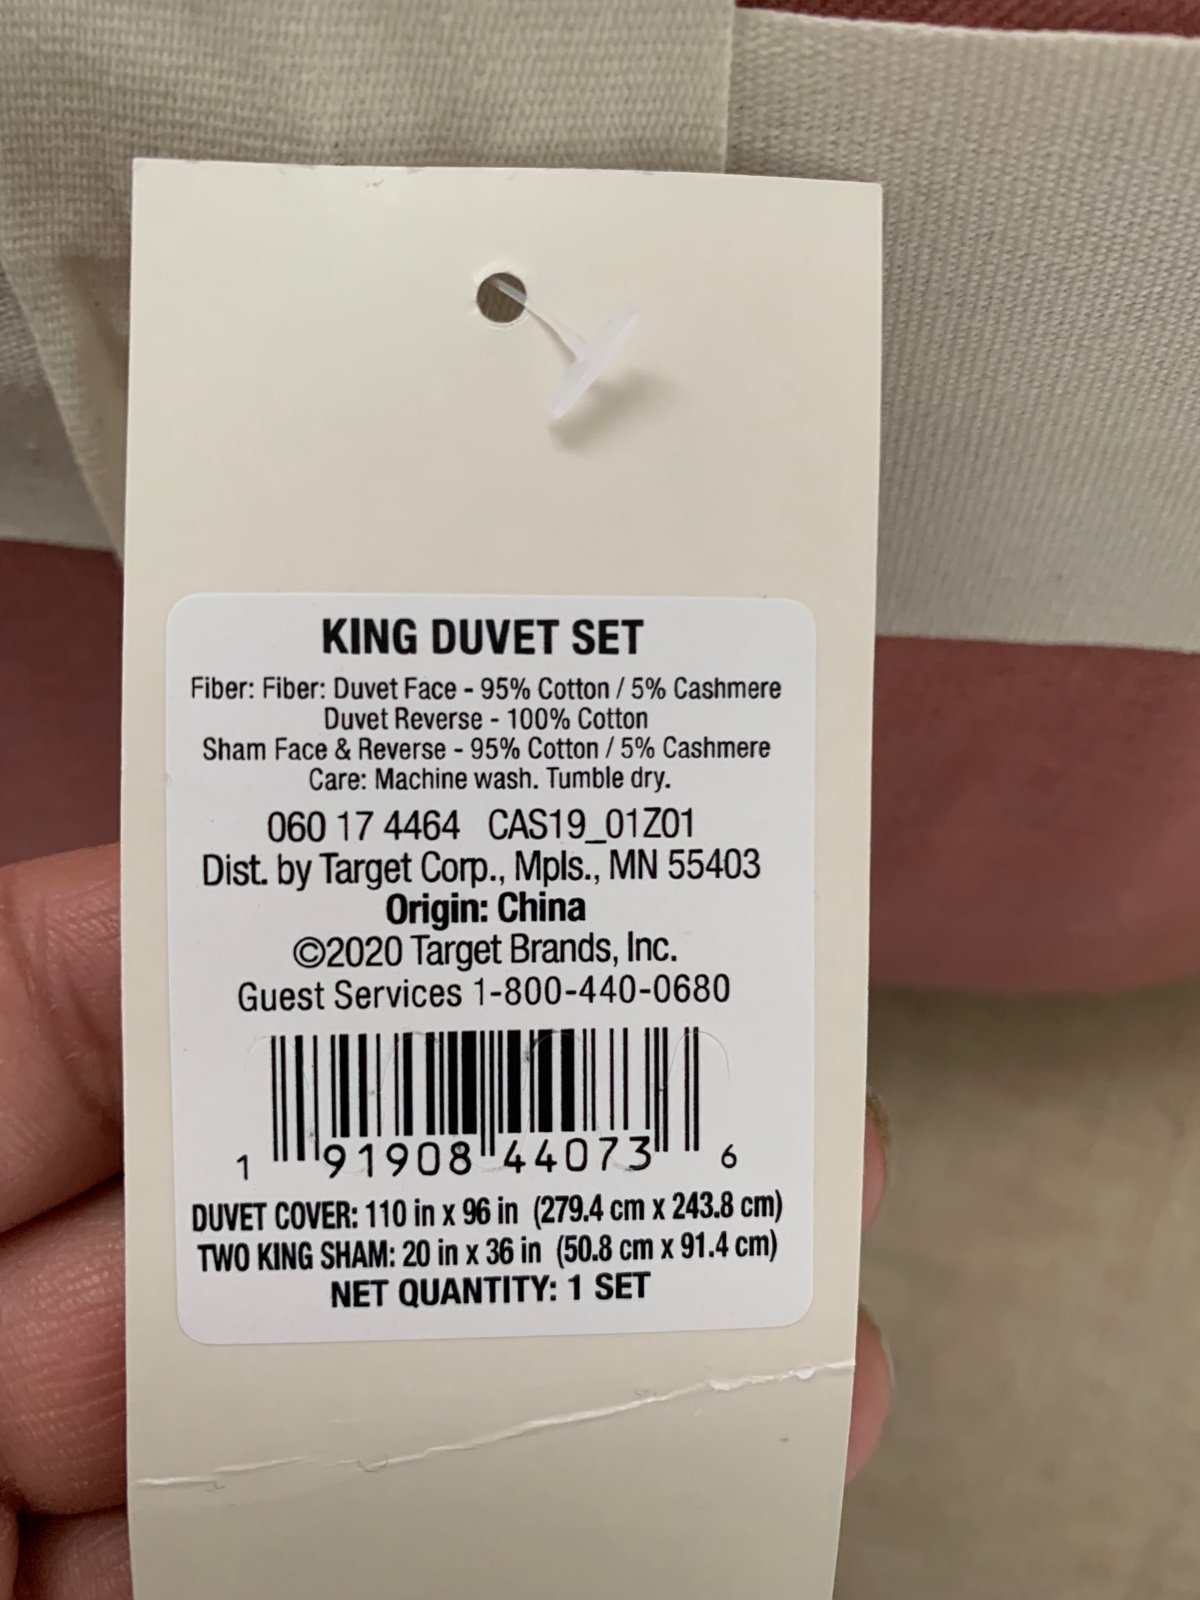 KING DUVET SET
Fiber: Fiber: Duvet Face - 95% Cotton / 5% Cashmere
Duvet Reverse - 100% Cotton
Sham Face & Reverse - 95% Cotton / 5% Cashmere
Care: Machine wash. Tumble dry.
060 17 4464 CAS19_01Z01
Dist. by Target Corp., Mpls., MN 55403
Origin: China
©2020 Target Brands, Inc.
Guest Services 1-800-440-0680
1 91908 44073 6
DUVET COVER: 110 in x 96 in (279.4 cm x 243.8 cm)
TWO KING SHAM: 20 in x 36 in (50.8 cm x 91.4 cm)
NET QUANTITY: 1 SET